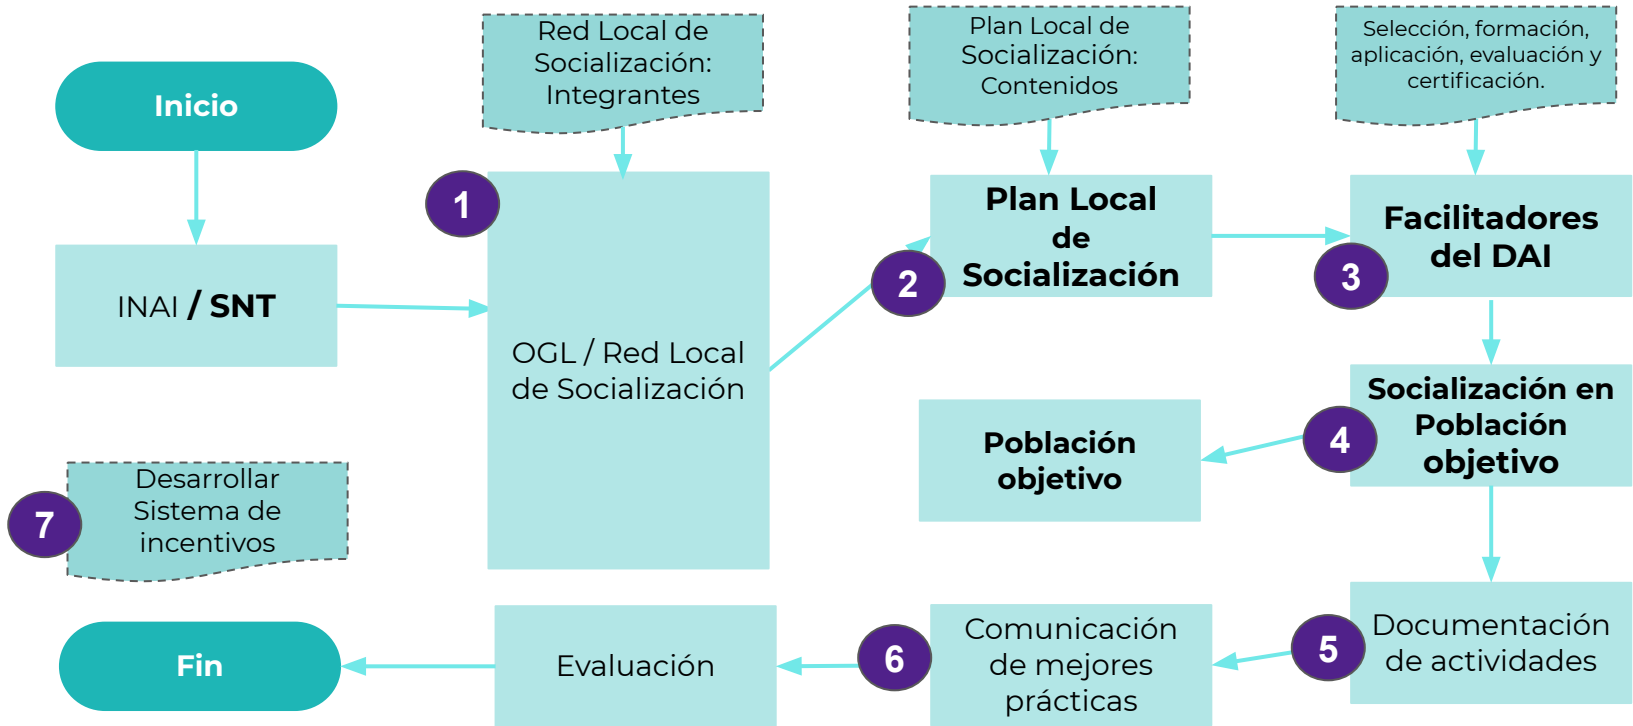 Inicio
INAI / SNT
Red Local de
Socialización:
Integrantes
1
OGL / Red Local
de Socialización
Plan Local de
Socialización:
Contenidos
2
Plan Local
de
Socialización
Selección, formación,
aplicación, evaluación y
certificación.
3
Facilitadores
del DAI
4
Socialización en
Población
objetivo
Población
objetivo
5
Documentación
de actividades
6
Comunicación
de mejores
prácticas
Evaluación
7
Desarrollar
Sistema de
incentivos
Fin